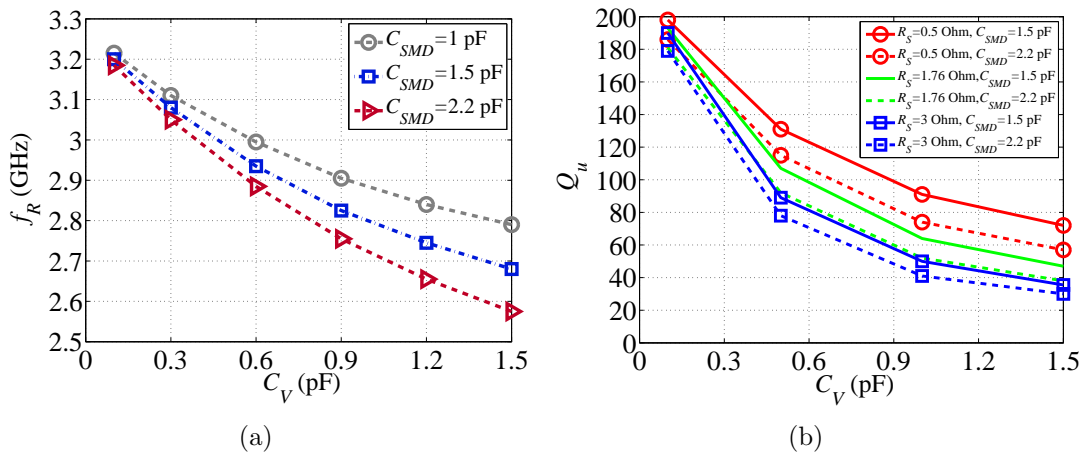 3.3
3.2
3.1
3
2.9
2.8
2.7
2.6
2.5
f_R (GHz)
0 0.3 0.6 0.9 1.2 1.5
C_V (pF)
C_SMD=1 pF
C_SMD=1.5 pF
C_SMD=2.2 pF
(a)
200
180
160
140
120
100
80
60
40
20
0
Q_u
0 0.3 0.6 0.9 1.2 1.5
C_V (pF)
R_S=0.5 Ohm, C_SMD=1.5 pF
R_S=0.5 Ohm, C_SMD=2.2 pF
R_S=1.76 Ohm,C_SMD=1.5 pF
R_S=1.76 Ohm,C_SMD=2.2 pF
R_S=3 Ohm, C_SMD=1.5 pF
R_S=3 Ohm, C_SMD=2.2 pF
(b)